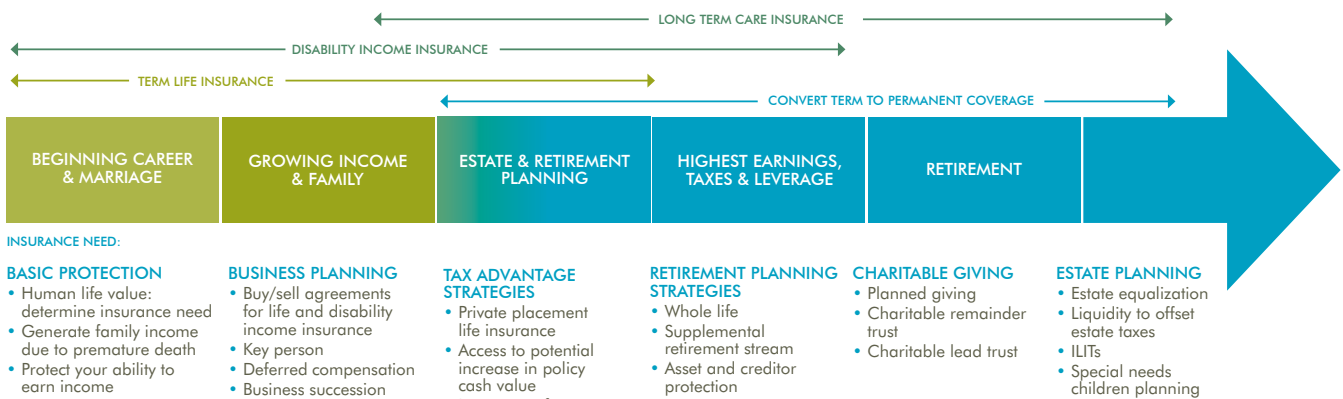 LONG TERM CARE INSURANCE
DISABILITY INCOME INSURANCE
TERM LIFE INSURANCE
CONVERT TERM TO PERMANENT COVERAGE
BEGINNING CAREER
& MARRIAGE
GROWING INCOME
& FAMILY
ESTATE & RETIREMENT
PLANNING
HIGHEST EARNINGS,
TAXES & LEVERAGE
RETIREMENT
INSURANCE NEED:
BASIC PROTECTION
• Human life value:
determine insurance need
• Generate family income
due to premature death
• Protect your ability to
earn income
BUSINESS PLANNING
• Buy/sell agreements
for life and disability
income insurance
• Key person
• Deferred compensation
• Business succession
TAX ADVANTAGE
STRATEGIES
• Private placement
life insurance
• Access to potential
increase in policy
cash value
RETIREMENT PLANNING
STRATEGIES
• Whole life
• Supplemental
retirement stream
• Asset and creditor
protection
CHARITABLE GIVING
• Planned giving
• Charitable remainder
trust
• Charitable lead trust
ESTATE PLANNING
• Estate equalization
• Liquidity to offset
estate taxes
• ILITs
• Special needs
children planning